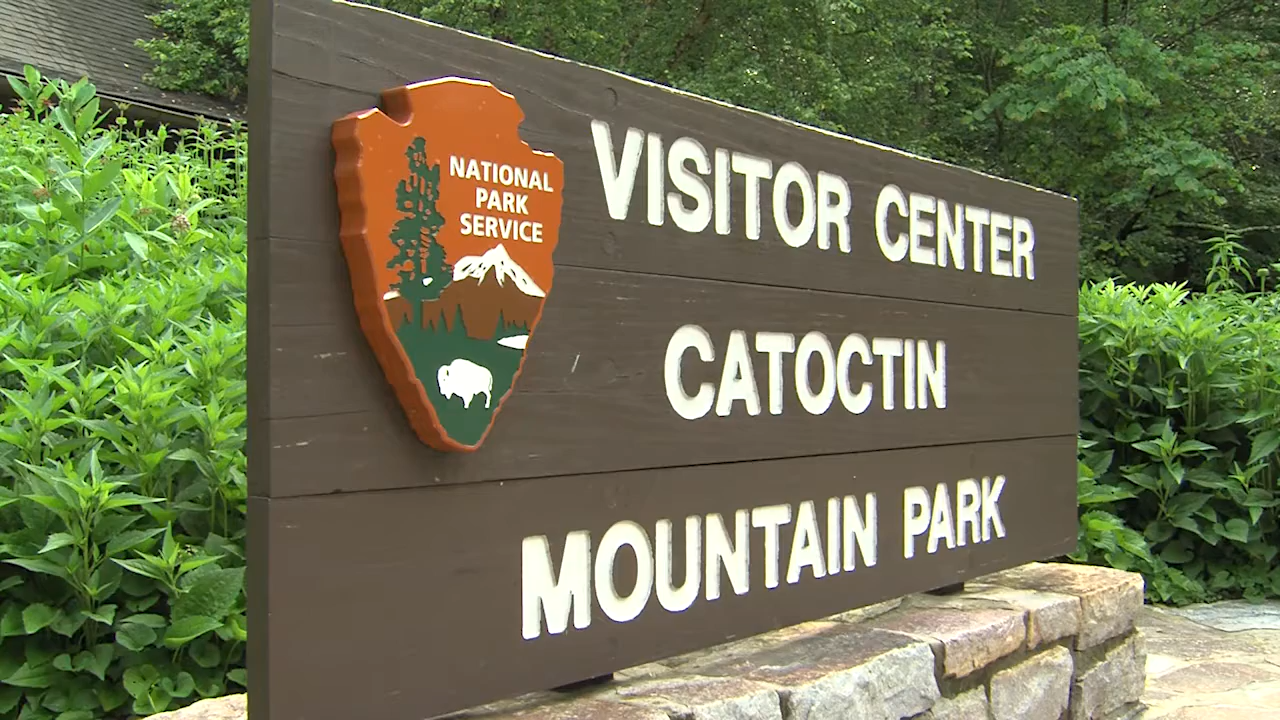 NATIONAL
PARK
SERVICE
VISITOR CENTER
CATOCTIN
MOUNTAIN PARK